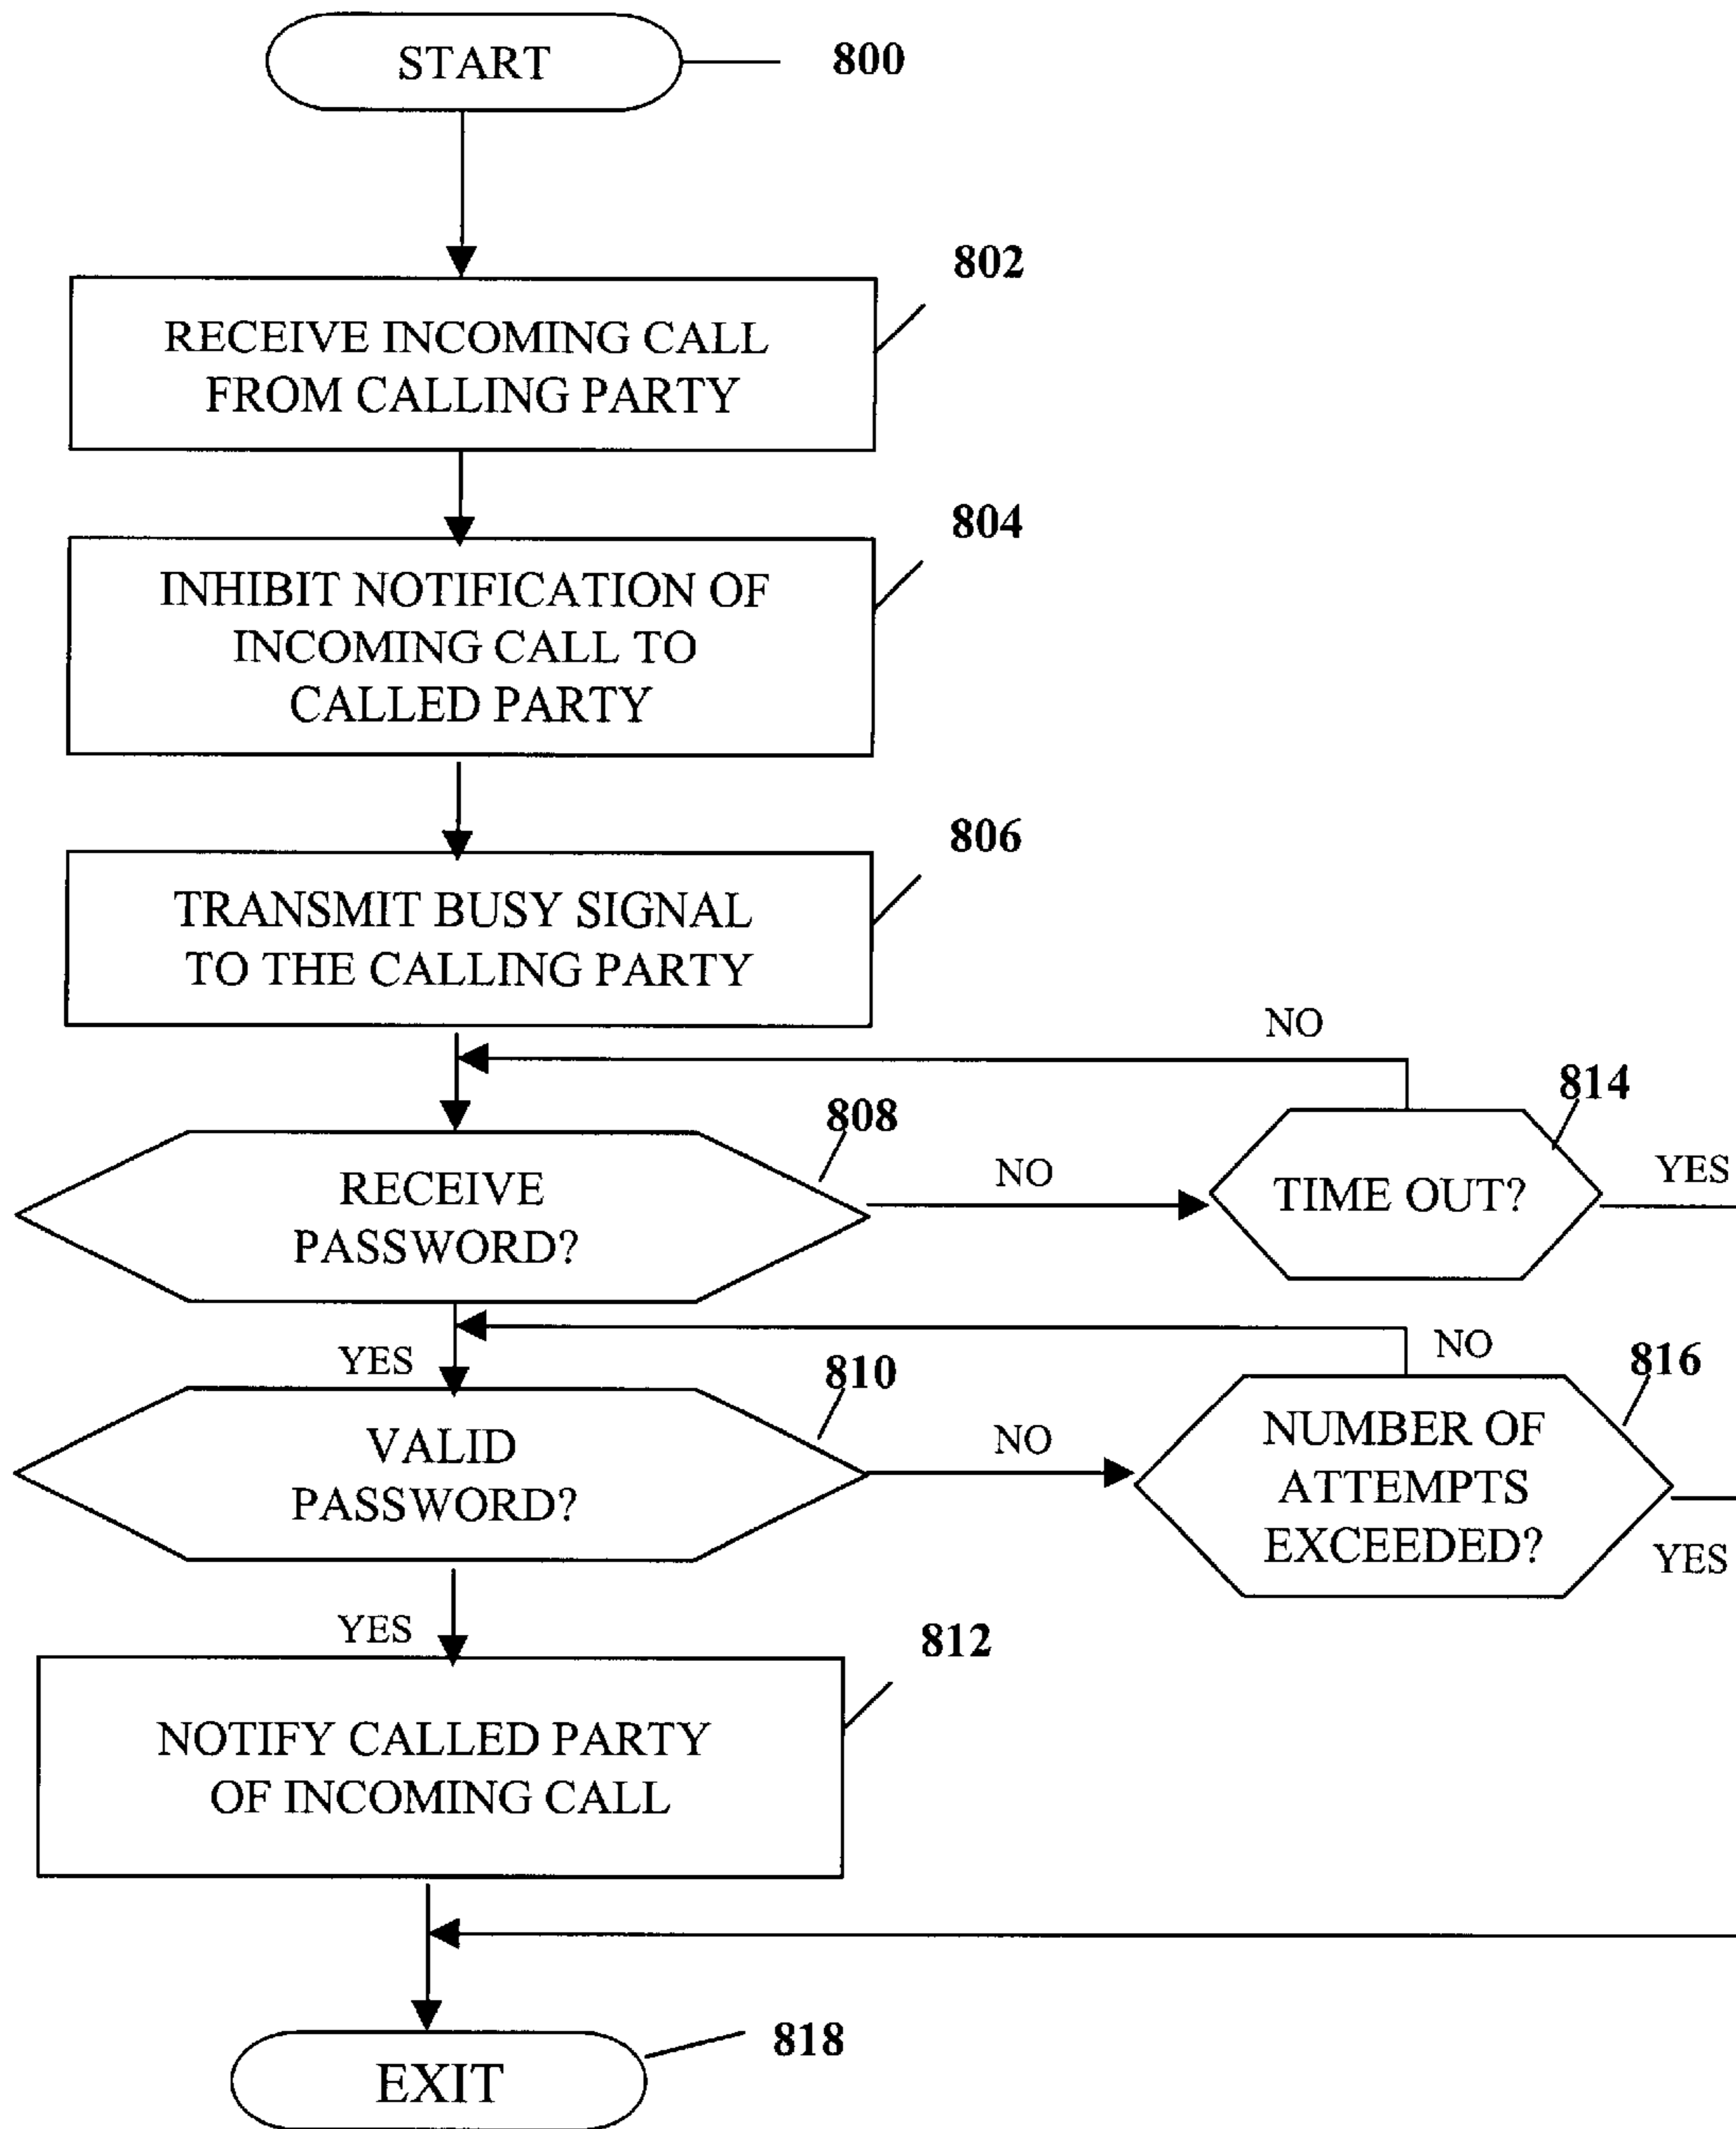 START
800
802
RECEIVE INCOMING CALL
FROM CALLING PARTY
804
INHIBIT NOTIFICATION OF
INCOMING CALL TO
CALLED PARTY
806
TRANSMIT BUSY SIGNAL
TO THE CALLING PARTY
NO
814
808
RECEIVE
PASSWORD?
NO
TIME OUT?
YES
YES
NO
810
816
VALID
PASSWORD?
NO
NUMBER OF
ATTEMPTS
EXCEEDED?
YES
YES
812
NOTIFY CALLED PARTY
OF INCOMING CALL
818
EXIT